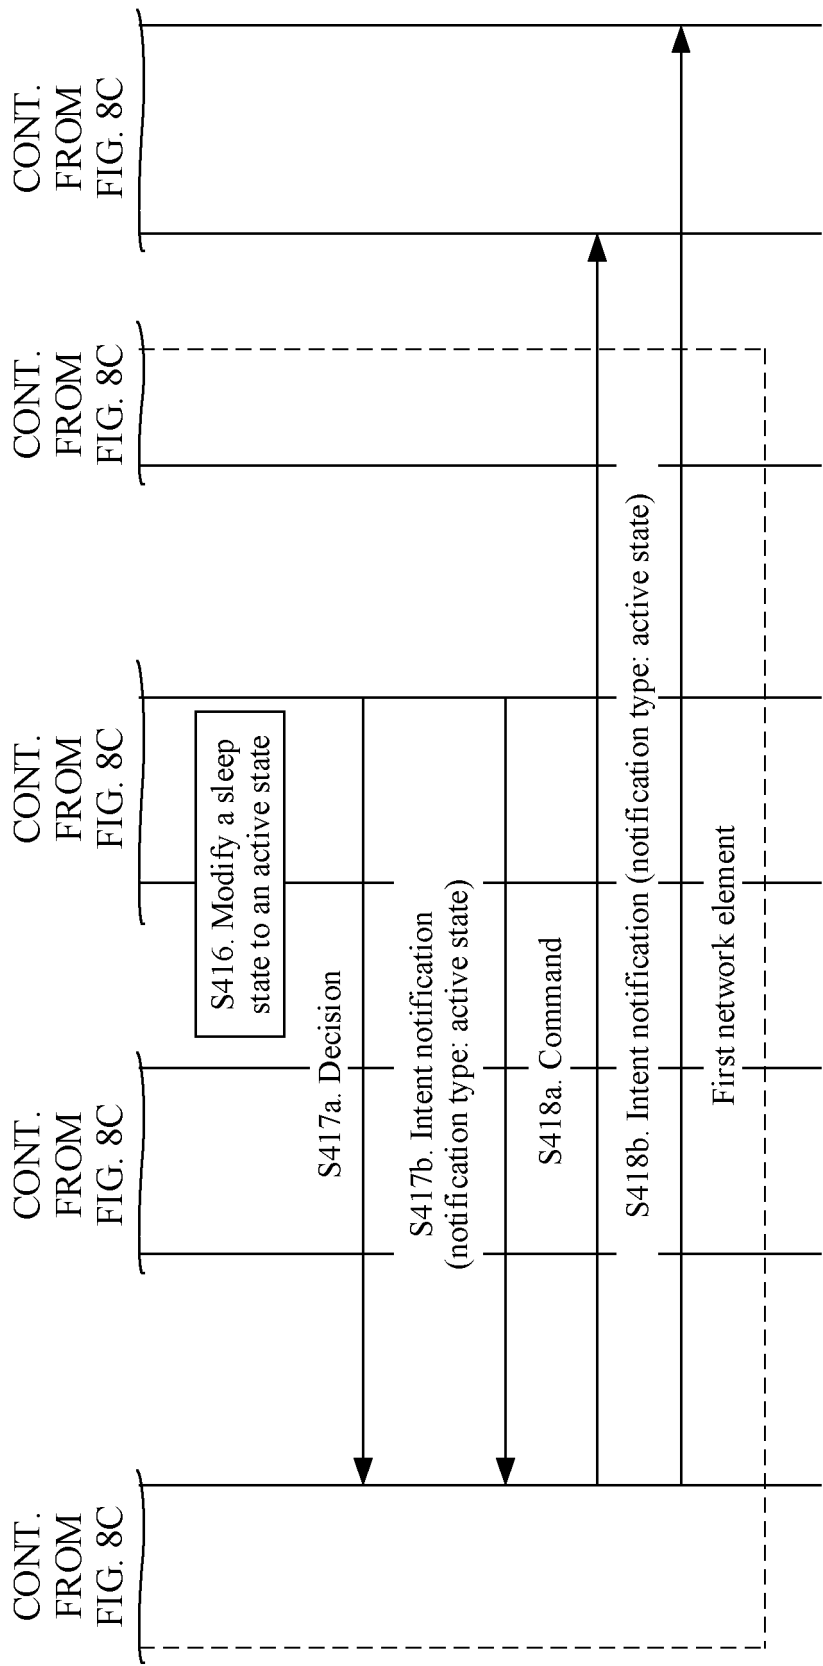 CONT.
FROM
FIG. 8C
CONT.
FROM
FIG. 8C
CONT.
FROM
FIG. 8C
CONT.
FROM
FIG. 8C
CONT.
FROM
FIG. 8C
S416. Modify a sleep
state to an active state
S417a. Decision
S417b. Intent notification
(notification type: active state)
S418a. Command
S418b. Intent notification (notification type: active state)
First network element